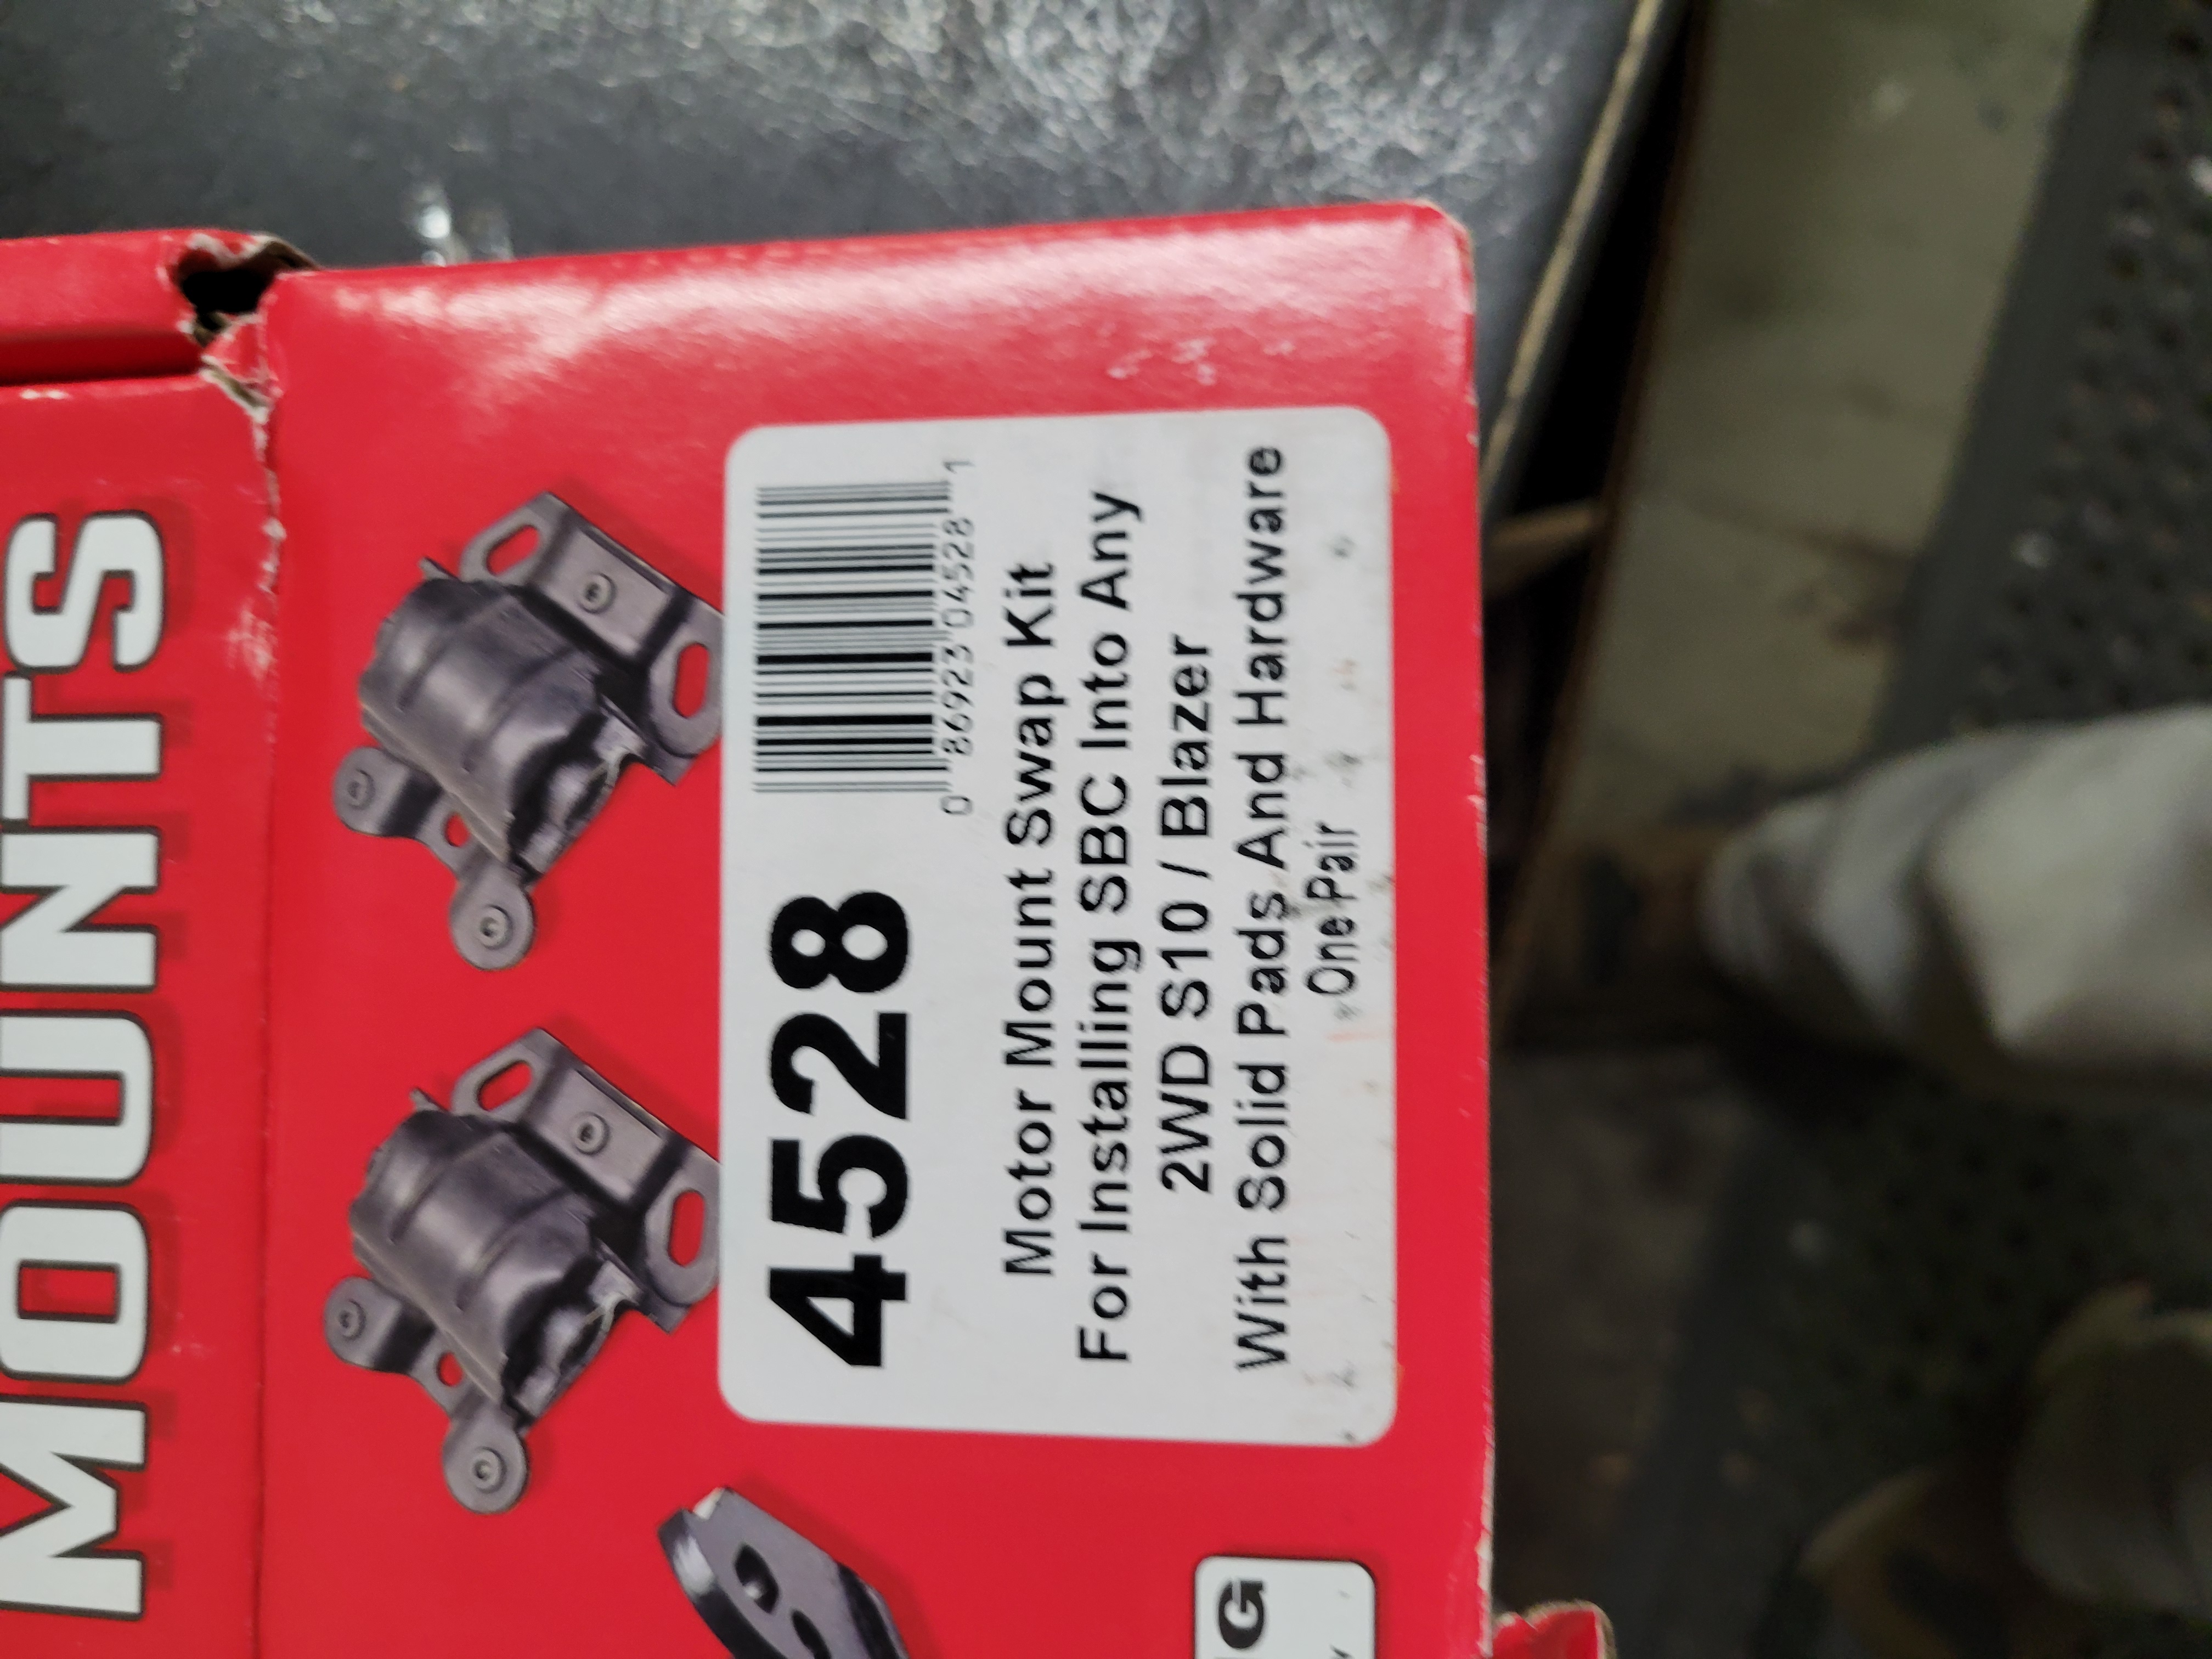 MOUNTS
4528
0 86923 04528 1
Motor Mount Swap Kit
For Installing SBC Into Any
2WD S10 / Blazer
With Solid Pads And Hardware
One Pair